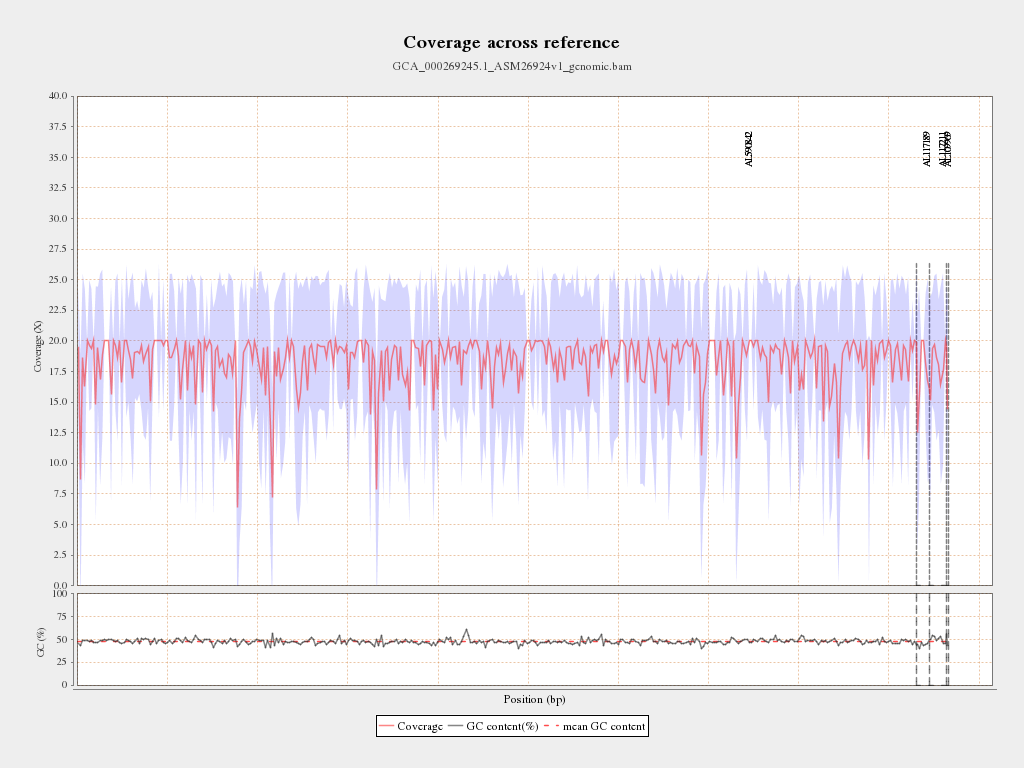 Coverage across reference
GCA_000269245.1_ASM26924v1_genomic.bam
40.0
37.5
35.0
32.5
30.0
27.5
25.0
22.5
20.0
17.5
15.0
12.5
10.0
7.5
5.0
2.5
0.0
Coverage (X)
AL590842
AL117189
AL117211
AL109969
100
75
50
25
0
GC (%)
Position (bp)
Coverage GC content(%) mean GC content